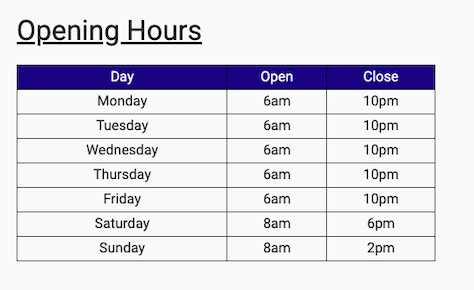 Opening Hours
Day Open Close
Monday 6am 10pm
Tuesday 6am 10pm
Wednesday 6am 10pm
Thursday 6am 10pm
Friday 6am 10pm
Saturday 8am 6pm
Sunday 8am 2pm